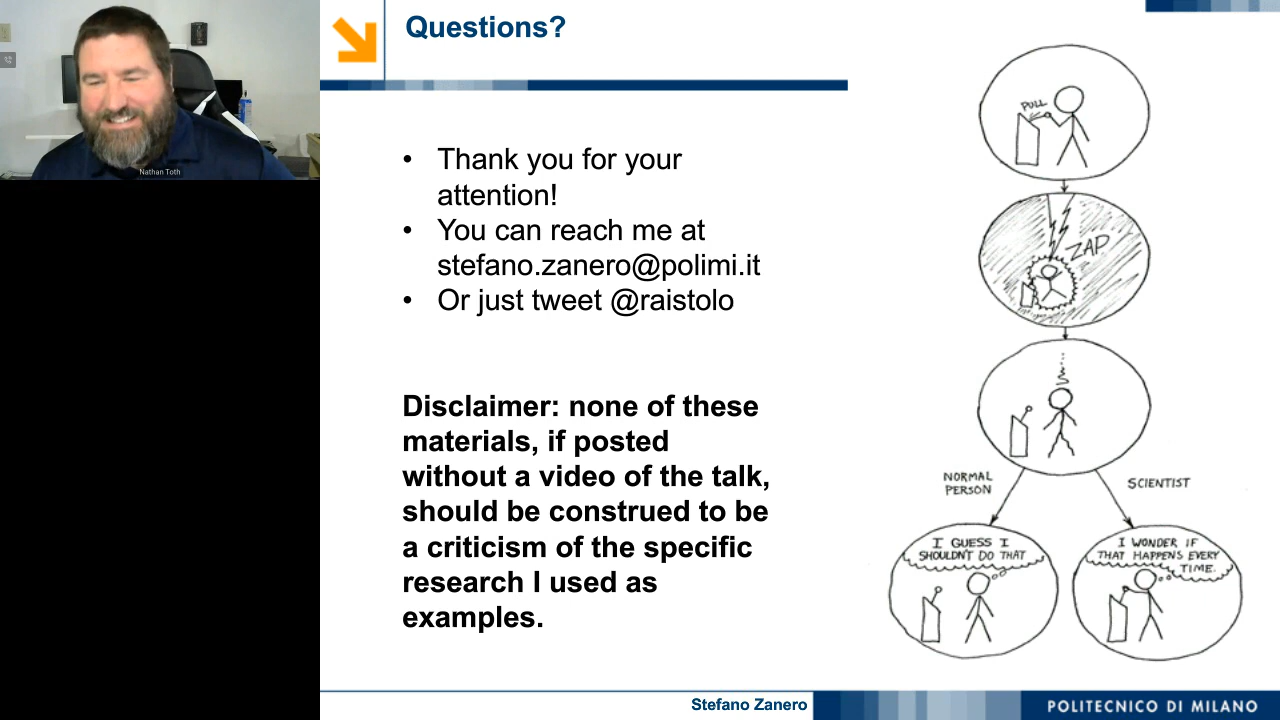 Nathan Toth
Questions?
• Thank you for your
attention!
• You can reach me at
stefano.zanero@polimi.it
• Or just tweet @raistolo
Disclaimer: none of these
materials, if posted
without a video of the talk,
should be construed to be
a criticism of the specific
research I used as
examples.
PULL
ZAP
NORMAL
PERSON
SCIENTIST
I GUESS I
SHOULDN'T DO THAT
I WONDER IF
THAT HAPPENS EVERY
TIME.
Stefano Zanero
POLITECNICO DI MILANO